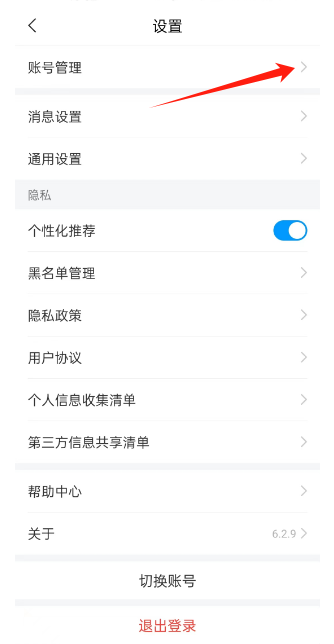 设置
账号管理
消息设置
通用设置
隐私
个性化推荐
黑名单管理
隐私政策
用户协议
个人信息收集清单
第三方信息共享清单
帮助中心
关于 6.2.9
切换账号
退出登录